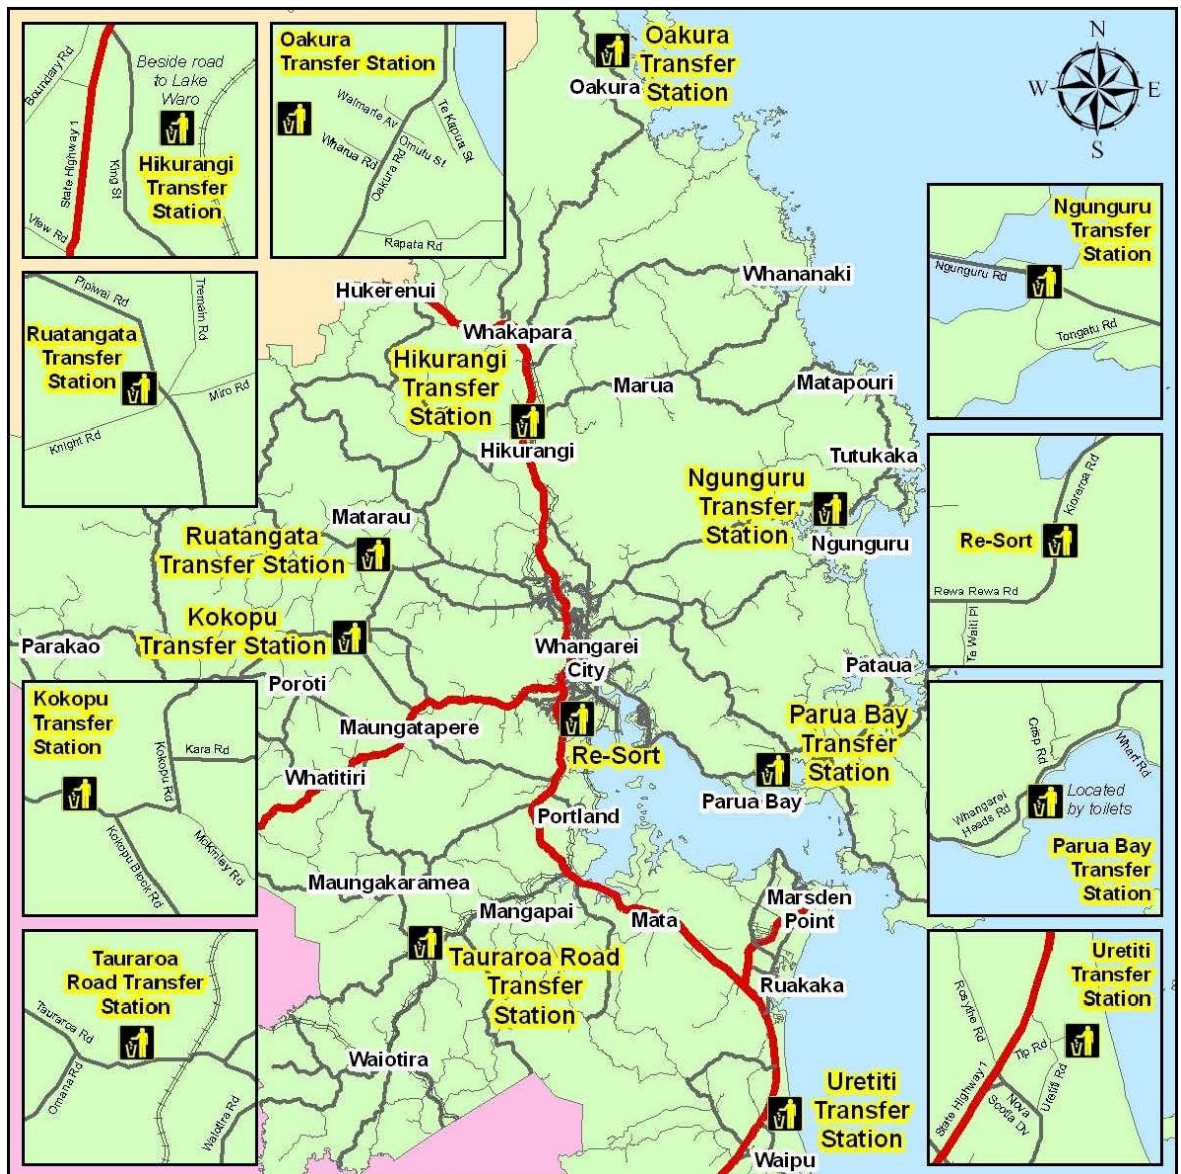 Boundary Rd
State Highway 1
King St
View Rd
Beside road
to Lake
Waro
Hikurangi
Transfer
Station
Oakura
Transfer Station
Te Kapua St
Omutu St
Wharua Rd
Oakura Rd
Rapata Rd
Oakura
Transfer
Station
Oakura
N
W
E
S
Ngunguru
Transfer
Station
Ngunguru Rd
Tongatu Rd
Pipiwai Rd
Tremain Rd
Ruatangata
Transfer
Station
Miro Rd
Knight Rd
Hukerenui
Whananaki
Whakapara
Hikurangi
Transfer
Station
Marua
Matapouri
Hikurangi
Tutukaka
Ngunguru
Transfer
Station
Ngunguru
Matarau
Ruatangata
Transfer Station
Kioreroa Rd
Re-Sort
Rewa Rewa Rd
Te Waiti Pl
Kokopu
Transfer Station
Parakao
Whangarei
City
Pataua
Poroti
Kokopu
Transfer
Station
Kokopu Rd
Kara Rd
Kokopu Block Rd
McKinley Rd
Maungatapere
Whatitiri
Re-Sort
Parua Bay
Transfer
Station
Parua Bay
Portland
Crisp Rd
Wharf Rd
Whangarei
Heads Rd
Located
by toilets
Parua Bay
Transfer
Station
Maungakaramea
Mangapai
Mata
Marsden
Point
Tauraroa Road
Transfer
Station
Ruakaka
Tauraroa
Road Transfer
Station
Tauraroa Rd
Omana Rd
Waiotira Rd
Waiotira
Uretiti
Transfer
Station
Waipu
Uretiti
Transfer
Station
Rosythe Rd
State Highway 1
Tip Rd
Uretiti Rd
Nova
Scotia Dv